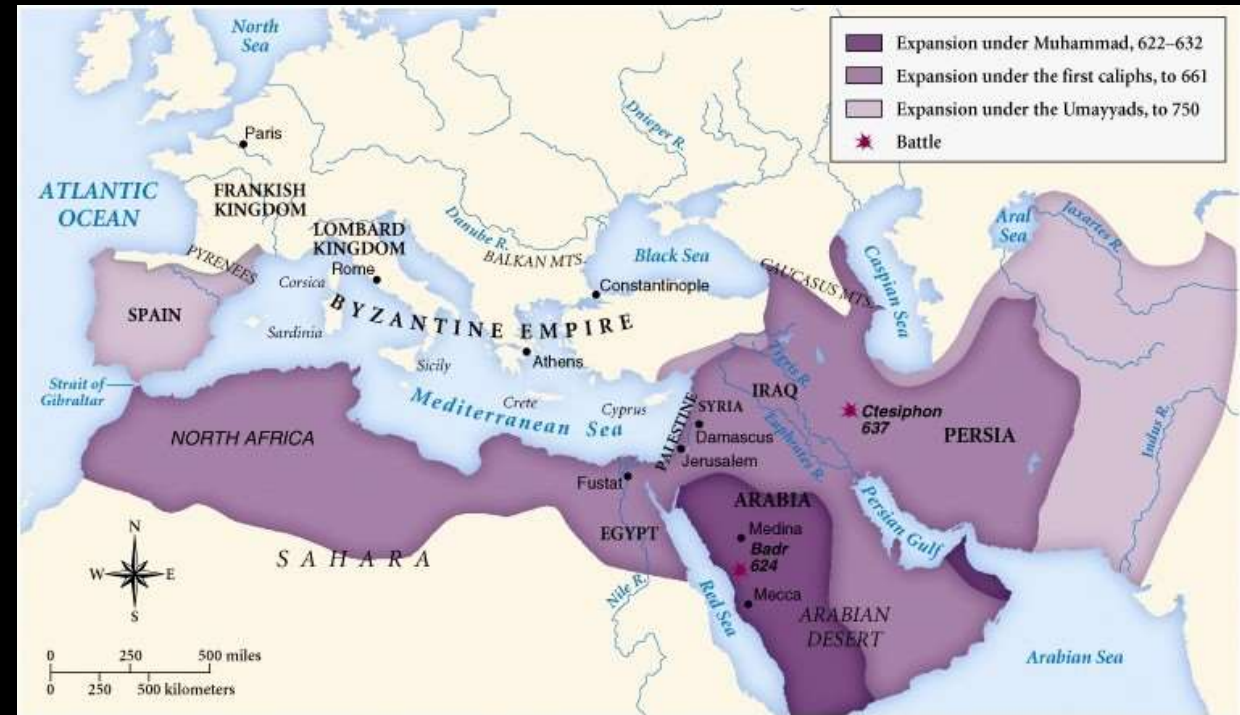 North
Sea
Expansion under Muhammad, 622–632
Expansion under the first caliphs, to 661
Expansion under the Umayyads, to 750
Battle
Paris
Dnieper R.
ATLANTIC
OCEAN
FRANKISH
KINGDOM
LOMBARD
KINGDOM
Danube R.
BALKAN MTS.
Black Sea
Aral
Sea
Jaxartes R.
PYRENEES
Corsica
Rome
Constantinople
CAUCASUS MTS.
Caspian Sea
SPAIN
BYZANTINE EMPIRE
Sardinia
Sicily
Athens
Tigris R.
Strait of
Gibraltar
Mediterranean Sea
Crete
Cyprus
SYRIA
IRAQ
Ctesiphon
637
PERSIA
Indus R.
NORTH AFRICA
PALESTINE
Damascus
Jerusalem
Euphrates R.
Fustat
EGYPT
ARABIA
Medina
Badr
624
Mecca
Persian Gulf
SAHARA
Nile R.
Red Sea
ARABIAN
DESERT
Arabian Sea
N
W
E
S
0 250 500 miles
0 250 500 kilometers